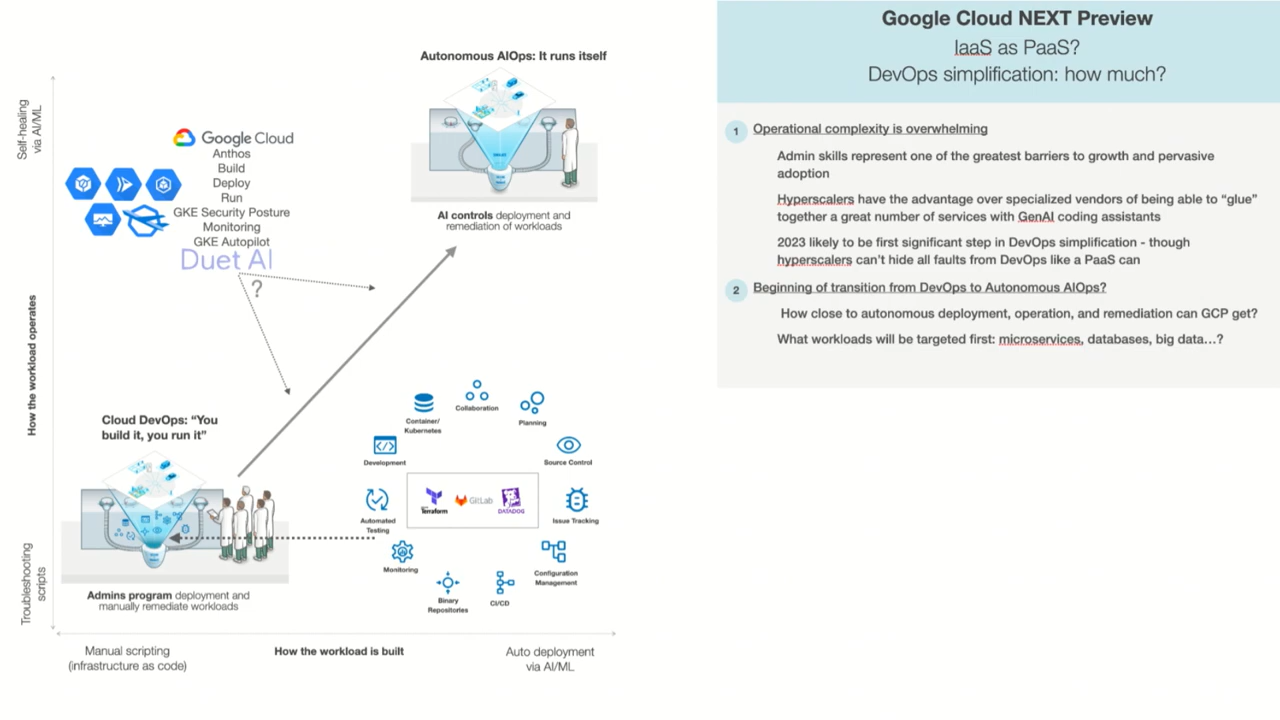 Autonomous AIOps: It runs itself
Self-healing
via AI/ML
Google Cloud
Anthos
Build
Deploy
Run
GKE Security Posture
Monitoring
GKE Autopilot
Duet AI
?
AI controls deployment and
remediation of workloads
How the workload operates
Cloud DevOps: “You
build it, you run it”
Container/
Kubernetes
Collaboration
Planning
Development
Source Control
Terraform
GitLab
DATADOG
Automated
Testing
Issue Tracking
Monitoring
Configuration
Management
Binary
Repositories
CI/CD
Troubleshooting
scripts
Admins program deployment and
manually remediate workloads
Manual scripting
(infrastructure as code)
How the workload is built
Auto deployment
via AI/ML
Google Cloud NEXT Preview
IaaS as PaaS?
DevOps simplification: how much?
1 Operational complexity is overwhelming
Admin skills represent one of the greatest barriers to growth and pervasive
adoption
Hyperscalers have the advantage over specialized vendors of being able to “glue”
together a great number of services with GenAI coding assistants
2023 likely to be first significant step in DevOps simplification - though
hyperscalers can’t hide all faults from DevOps like a PaaS can
2 Beginning of transition from DevOps to Autonomous AIOps?
How close to autonomous deployment, operation, and remediation can GCP get?
What workloads will be targeted first: microservices, databases, big data…?